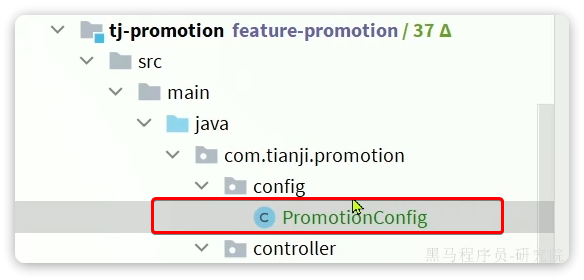 tj-promotion feature-promotion / 37 Δ
src
main
java
com.tianji.promotion
config
C PromotionConfig
controller
黑马程序员-研究院